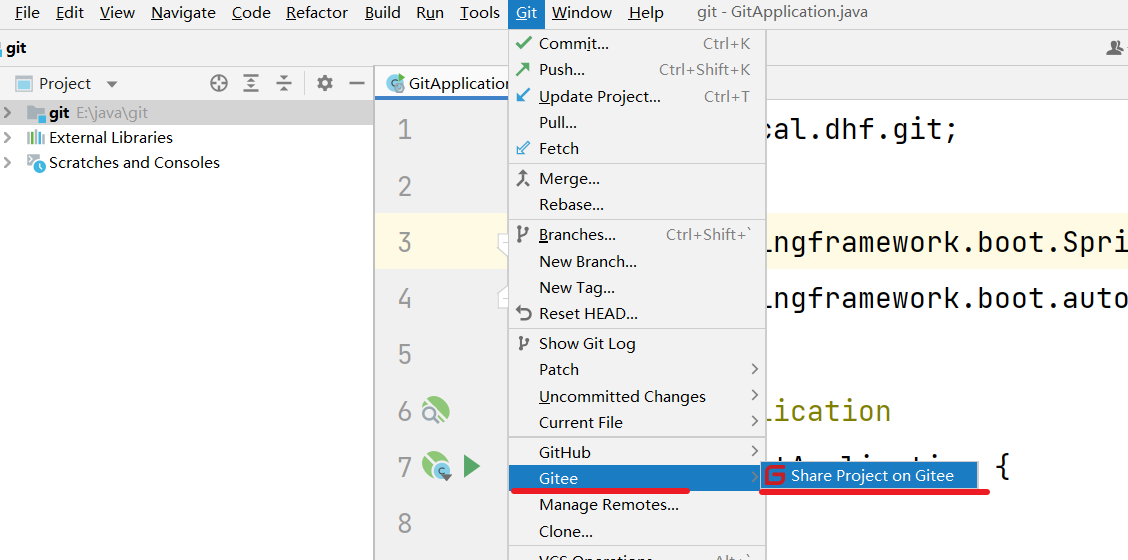 File Edit View Navigate Code Refactor Build Run Tools Git Window Help git - GitApplication.java
git
Project
GitApplication
git E:\java\git
External Libraries
Scratches and Consoles
Commit... Ctrl+K
Push... Ctrl+Shift+K
Update Project... Ctrl+T
Pull...
Fetch
Merge...
Rebase...
Branches... Ctrl+Shift+`
New Branch...
New Tag...
Reset HEAD...
Show Git Log
Patch
Uncommitted Changes
Current File
GitHub
Gitee
Manage Remotes...
Clone...
Share Project on Gitee
1 cal.dhf.git;
2
3 ingframework.boot.Spri
4 ingframework.boot.auto
5
6 lication
7 {
8